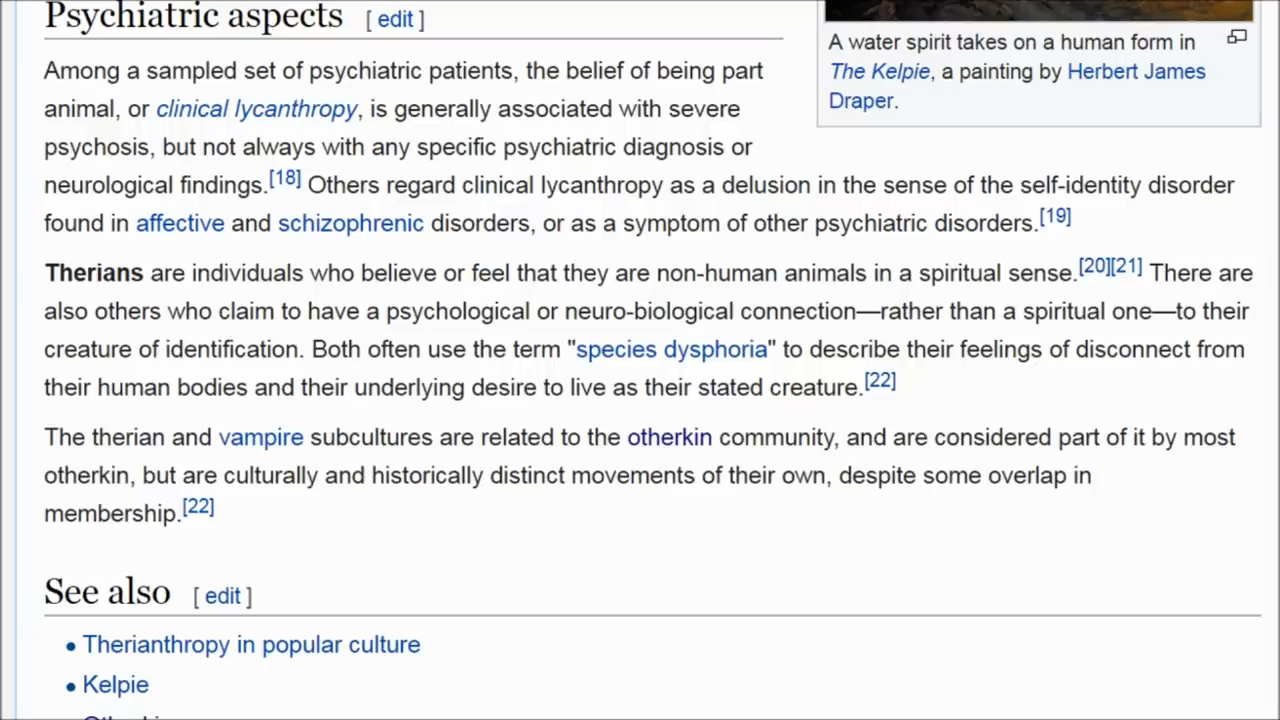 Psychiatric aspects [ edit ]
A water spirit takes on a human form in
The Kelpie, a painting by Herbert James
Draper.
Among a sampled set of psychiatric patients, the belief of being part
animal, or clinical lycanthropy, is generally associated with severe
psychosis, but not always with any specific psychiatric diagnosis or
neurological findings.[18] Others regard clinical lycanthropy as a delusion in the sense of the self-identity disorder
found in affective and schizophrenic disorders, or as a symptom of other psychiatric disorders.[19]
Therians are individuals who believe or feel that they are non-human animals in a spiritual sense.[20][21] There are
also others who claim to have a psychological or neuro-biological connection—rather than a spiritual one—to their
creature of identification. Both often use the term "species dysphoria" to describe their feelings of disconnect from
their human bodies and their underlying desire to live as their stated creature.[22]
The therian and vampire subcultures are related to the otherkin community, and are considered part of it by most
otherkin, but are culturally and historically distinct movements of their own, despite some overlap in
membership.[22]
See also [ edit ]
• Therianthropy in popular culture
• Kelpie